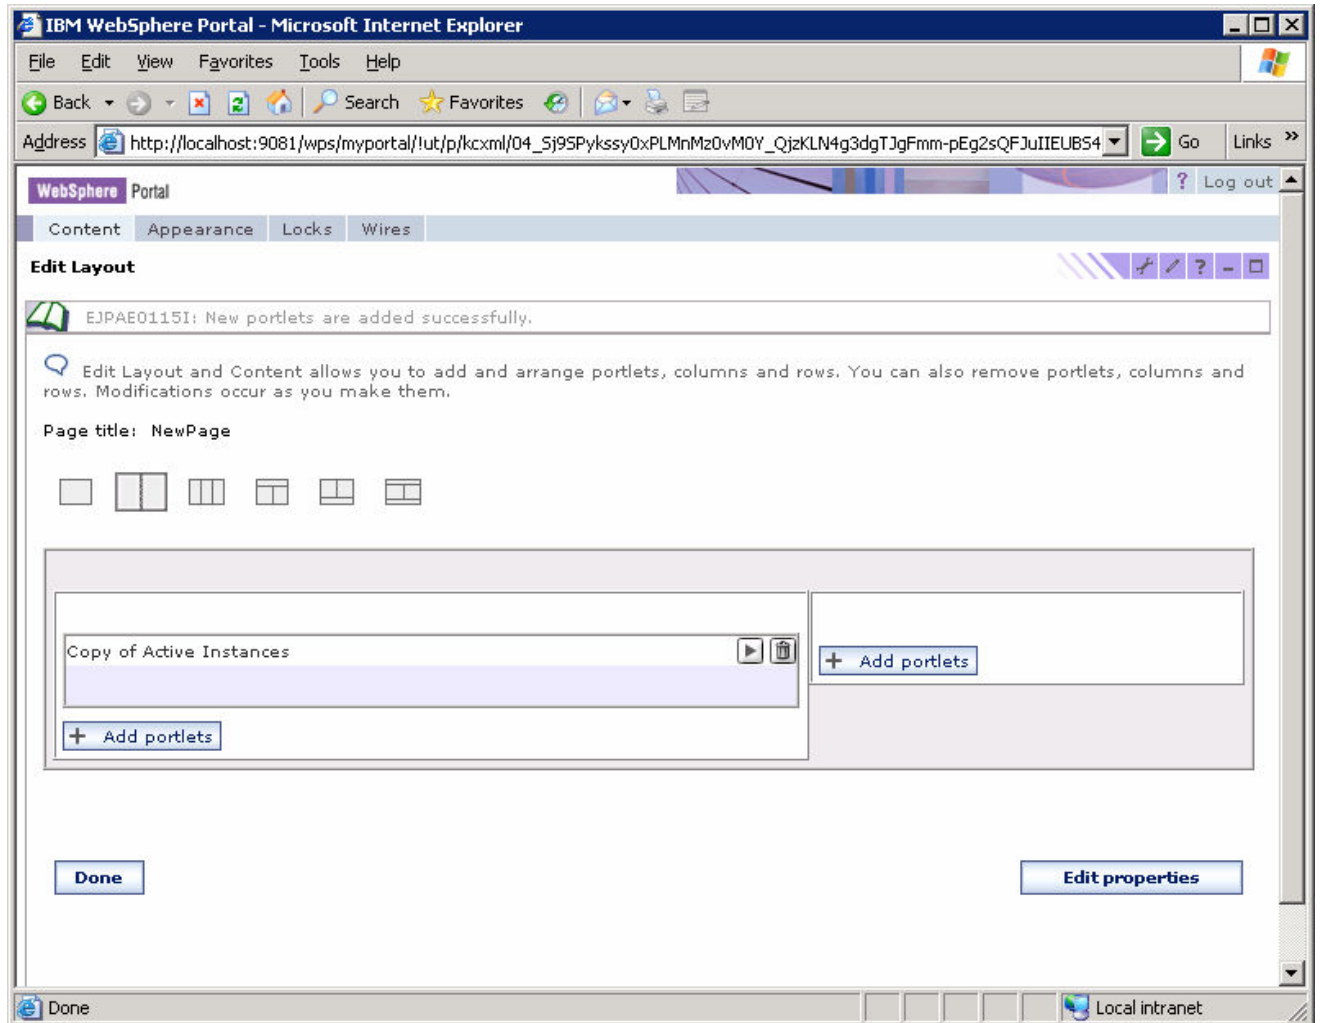 IBM WebSphere Portal - Microsoft Internet Explorer
File Edit View Favorites Tools Help
Back Search Favorites
Address http://localhost:9081/wps/myportal/!ut/p/kcxml/04_Sj9SPykssy0xPLMnMz0vM0Y_QjzKLN4g3dgTJgFmm-pEg2sQFJuIIEUBS4 Go Links »
WebSphere Portal
? Log out
Content Appearance Locks Wires
Edit Layout
?
EJPAE0115I: New portlets are added successfully.
Edit Layout and Content allows you to add and arrange portlets, columns and rows. You can also remove portlets, columns and
rows. Modifications occur as you make them.
Page title: NewPage
Copy of Active Instances
+ Add portlets
+ Add portlets
Done
Edit properties
Done
Local intranet